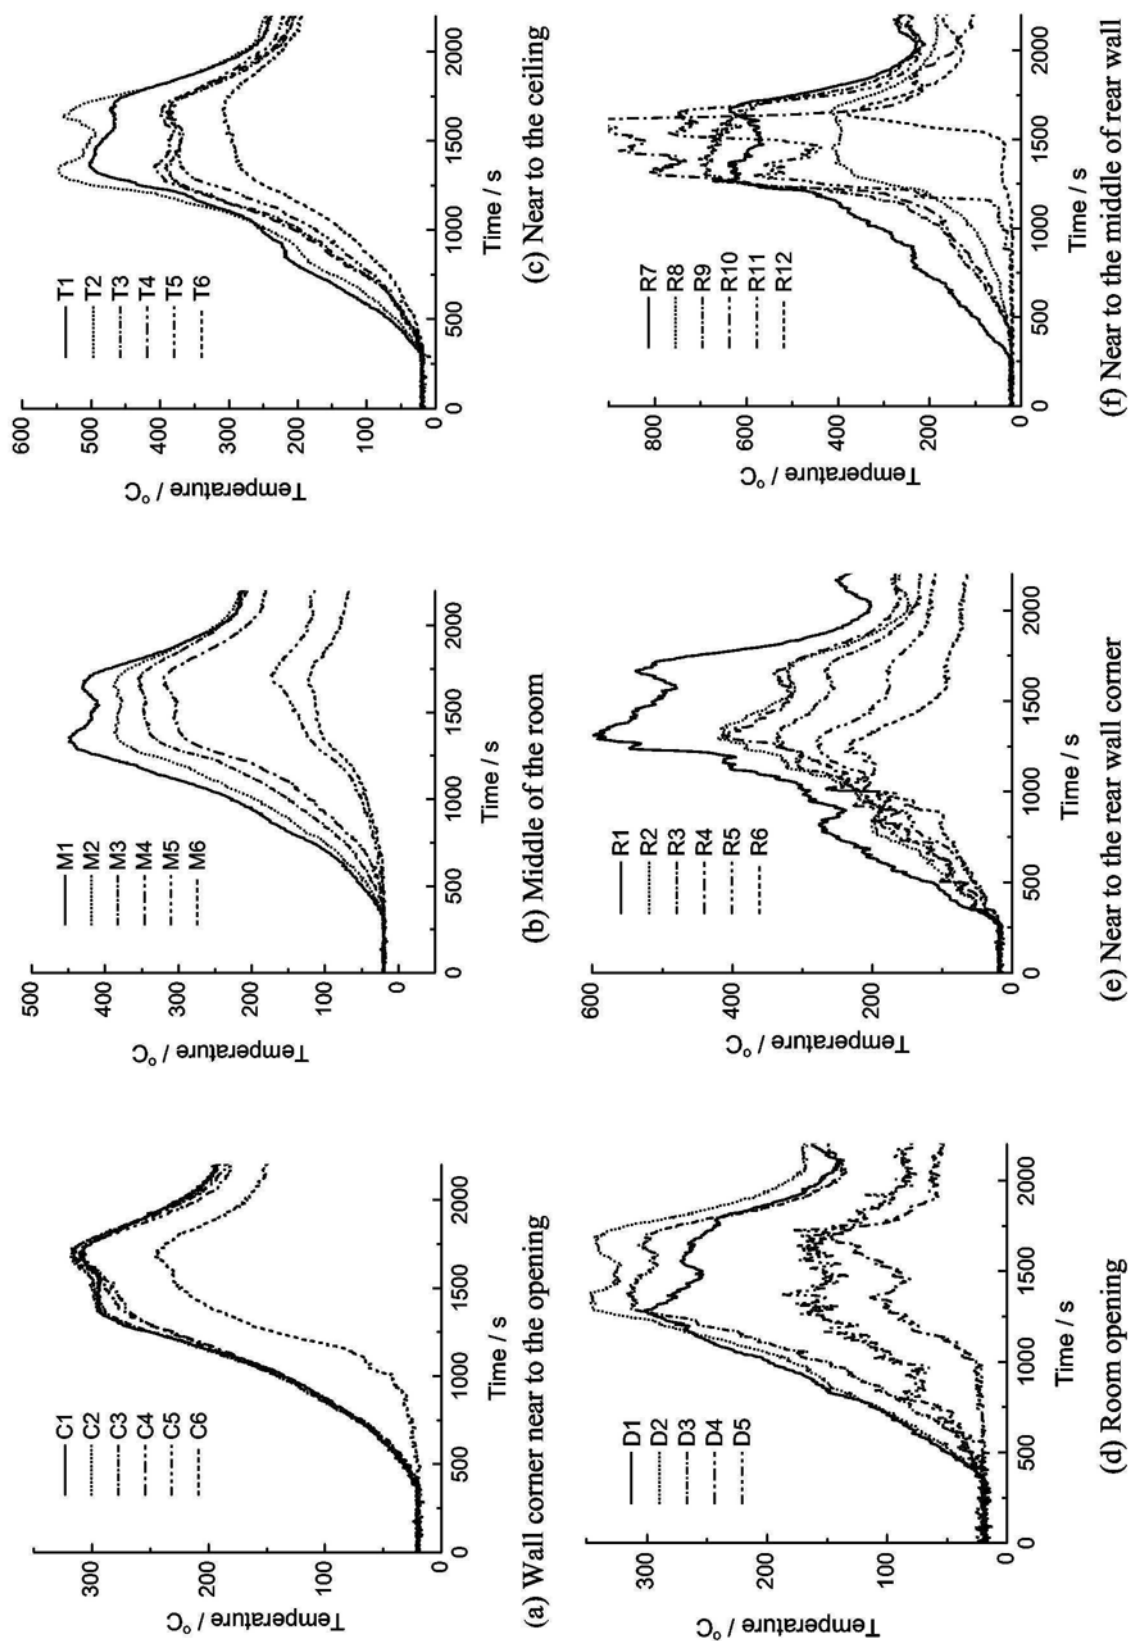 C1
C2
C3
C4
C5
C6
300
200
100
0
500
1000
1500
2000
Temperature / °C
Time / s
(a) Wall corner near to the opening
M1
M2
M3
M4
M5
M6
500
400
300
200
100
0
0
500
1000
1500
2000
Temperature / °C
Time / s
(b) Middle of the room
T1
T2
T3
T4
T5
T6
600
500
400
300
200
100
0
0
500
1000
1500
2000
Temperature / °C
Time / s
(c) Near to the ceiling
D1
D2
D3
D4
D5
300
200
100
0
0
500
1000
1500
2000
Temperature / °C
Time / s
(d) Room opening
R1
R2
R3
R4
R5
R6
600
400
200
0
0
500
1000
1500
2000
Temperature / °C
Time / s
(e) Near to the rear wall corner
R7
R8
R9
R10
R11
R12
800
600
400
200
0
0
500
1000
1500
2000
Temperature / °C
Time / s
(f) Near to the middle of rear wall